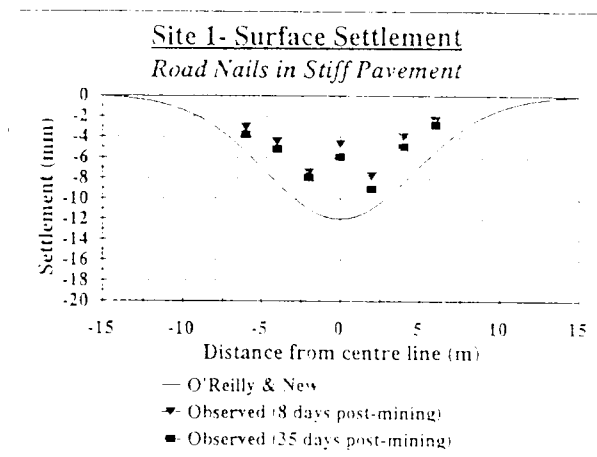 Site 1- Surface Settlement
Road Nails in Stiff Pavement
Settlement (mm)
0
-2
-4
-6
-8
-10
-12
-14
-16
-18
-20
-15 -10 -5 0 5 10 15
Distance from centre line (m)
O'Reilly & New
Observed (8 days post-mining)
Observed (35 days post-mining)